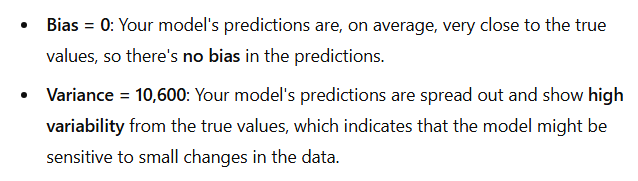 • Bias = 0: Your model's predictions are, on average, very close to the true
values, so there's no bias in the predictions.
• Variance = 10,600: Your model's predictions are spread out and show high
variability from the true values, which indicates that the model might be
sensitive to small changes in the data.